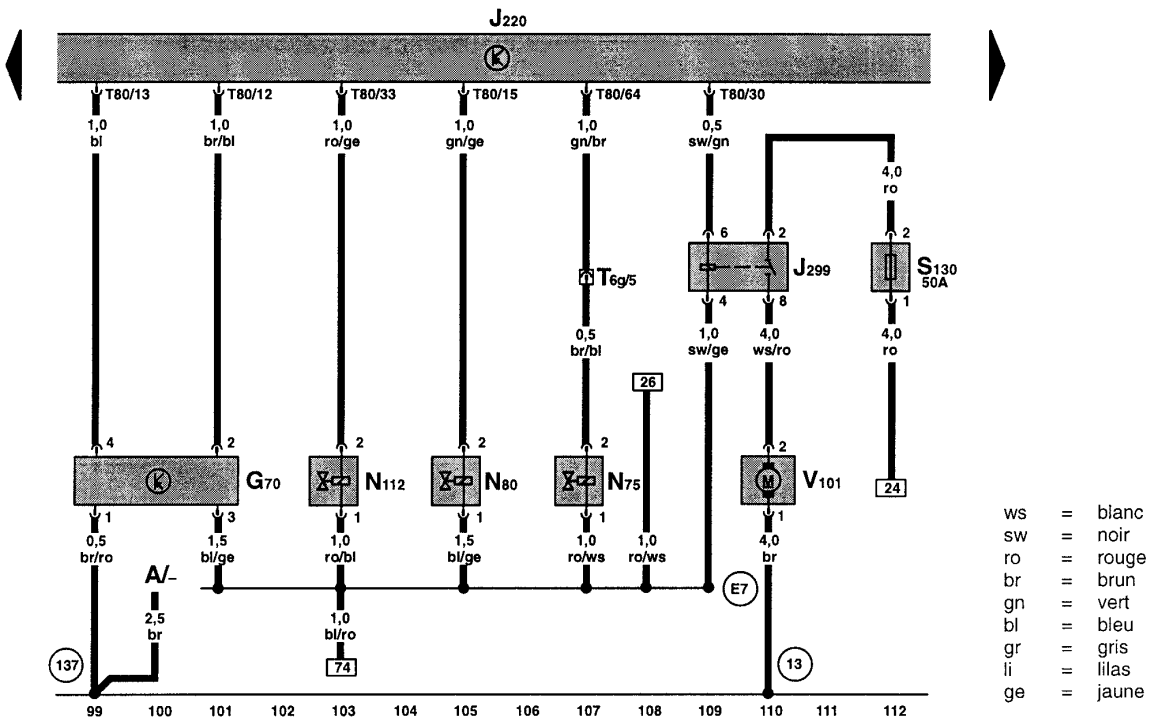 J220
T80/13 T80/12 T80/33 T80/15 T80/64 T80/30
1,0 1,0 1,0 1,0 1,0 0,5
bl br/bl ro/ge gn/ge gn/br sw/gn
4,0
ro
6 2 2
J299 S130
50A
T6g/5
4 8 1
0,5 1,0 4,0 4,0
br/bl sw/ge ws/ro ro
26
4 2 2 2 2 2
G70 N112 N80 N75 M V101
24
1 3 1 1 1 1
0,5 1,5 1,0 1,5 1,0 1,0 4,0
br/ro bl/ge ro/bl bl/ge ro/ws ro/ws br
A/-
E7
2,5 1,0
br bl/ro
137 74 13
99 100 101 102 103 104 105 106 107 108 109 110 111 112
ws = blanc
sw = noir
ro = rouge
br = brun
gn = vert
bl = bleu
gr = gris
li = lilas
ge = jaune